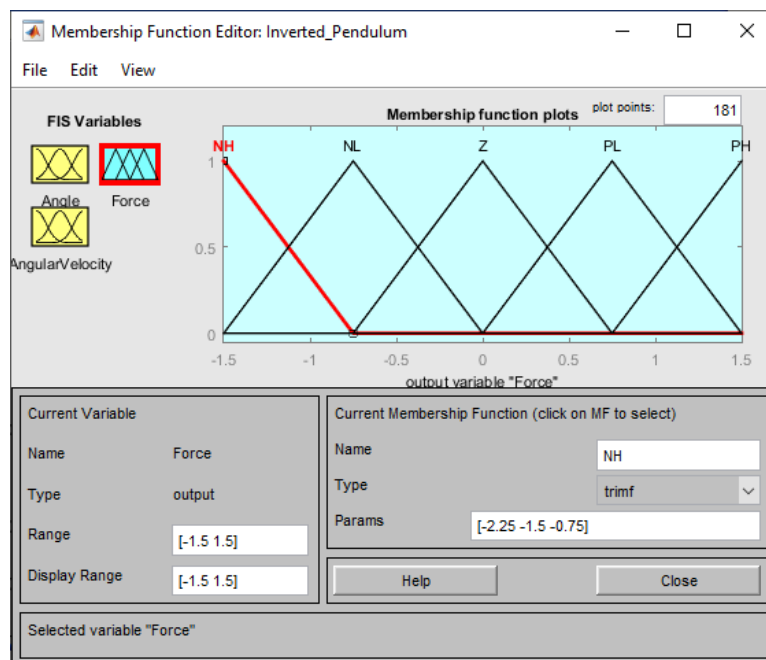 Membership Function Editor: Inverted_Pendulum
File Edit View
FIS Variables
Angle
Force
AngularVelocity
Membership function plots
plot points:
181
NH NL Z PL PH
1
0.5
0
-1.5 -1 -0.5 0 0.5 1 1.5
output variable "Force"
Current Variable
Name Force
Type output
Range [-1.5 1.5]
Display Range [-1.5 1.5]
Current Membership Function (click on MF to select)
Name NH
Type trimf
Params [-2.25 -1.5 -0.75]
Help Close
Selected variable "Force"